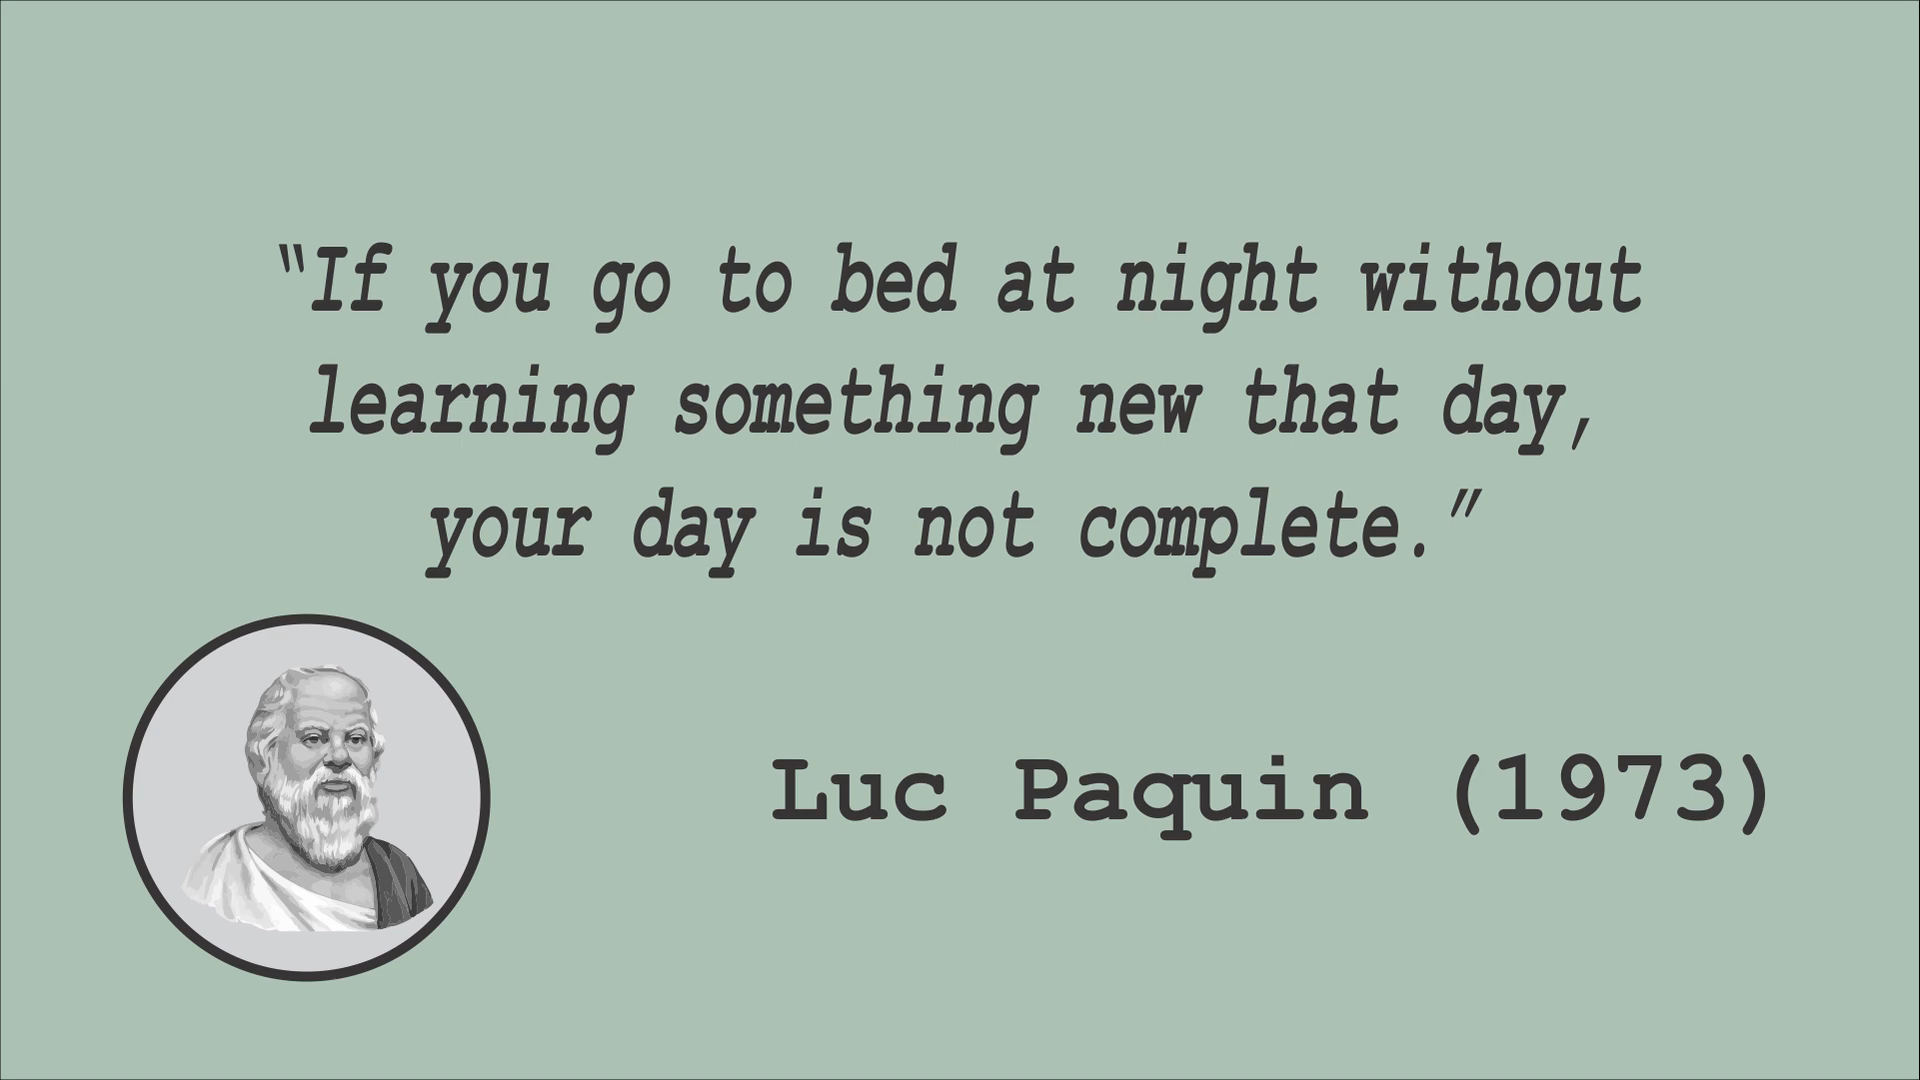 “If you go to bed at night without
learning something new that day,
your day is not complete.”
Luc Paquin (1973)